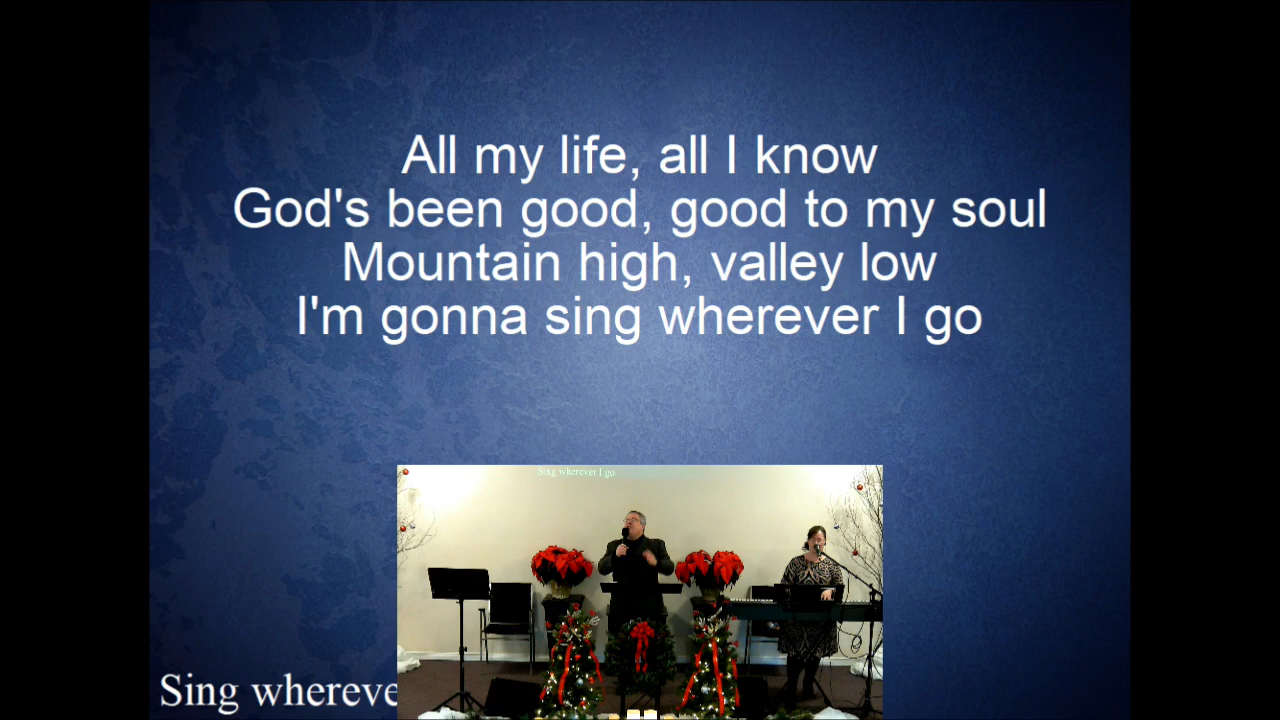 All my life, all I know
God's been good, good to my soul
Mountain high, valley low
I'm gonna sing wherever I go
Sing wherever I go
Sing whereve